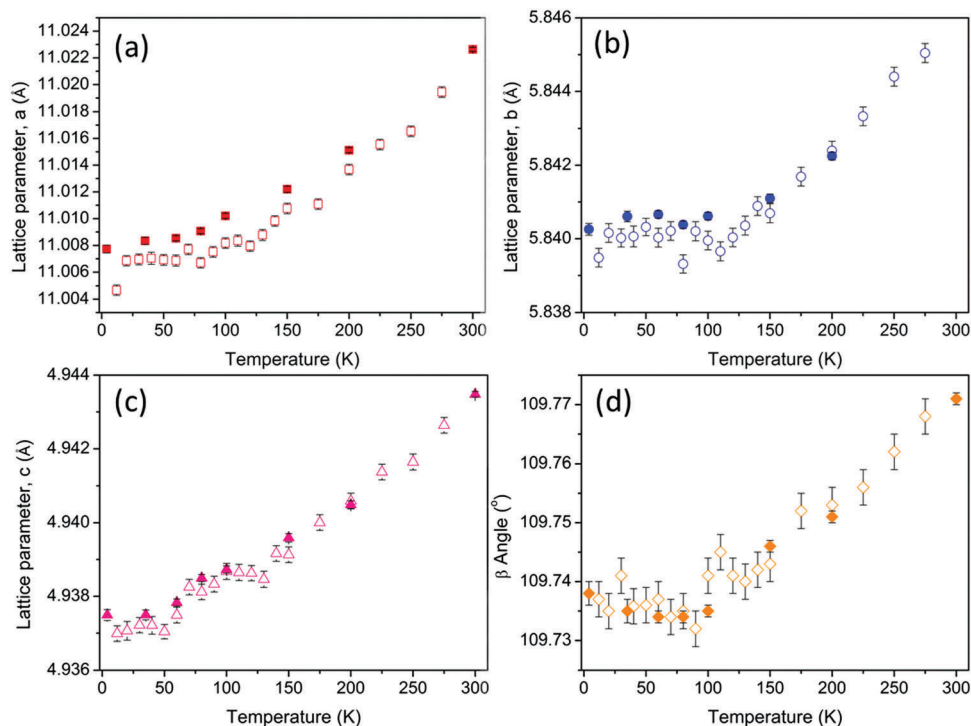 (a)
Lattice parameter, a (Å)
11.024
11.022
11.020
11.018
11.016
11.014
11.012
11.010
11.008
11.006
11.004
0 50 100 150 200 250 300
Temperature (K)
(b)
Lattice parameter, b (Å)
5.846
5.844
5.842
5.840
5.838
0 50 100 150 200 250 300
Temperature (K)
(c)
Lattice parameter, c (Å)
4.944
4.942
4.940
4.938
4.936
0 50 100 150 200 250 300
Temperature (K)
(d)
β Angle (°)
109.77
109.76
109.75
109.74
109.73
0 50 100 150 200 250 300
Temperature (K)